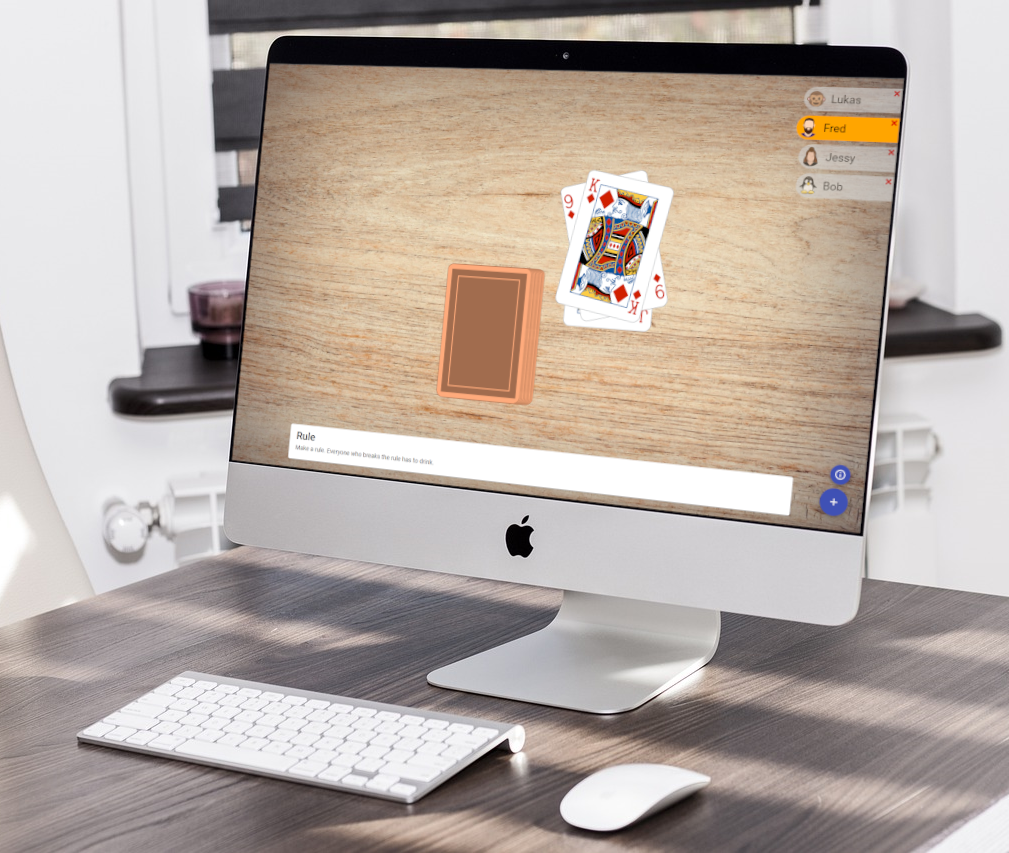 Lukas
Fred
Jessy
Bob
K
9
9
K
J
Rule
Make a rule. Everyone who breaks the rule has to drink.